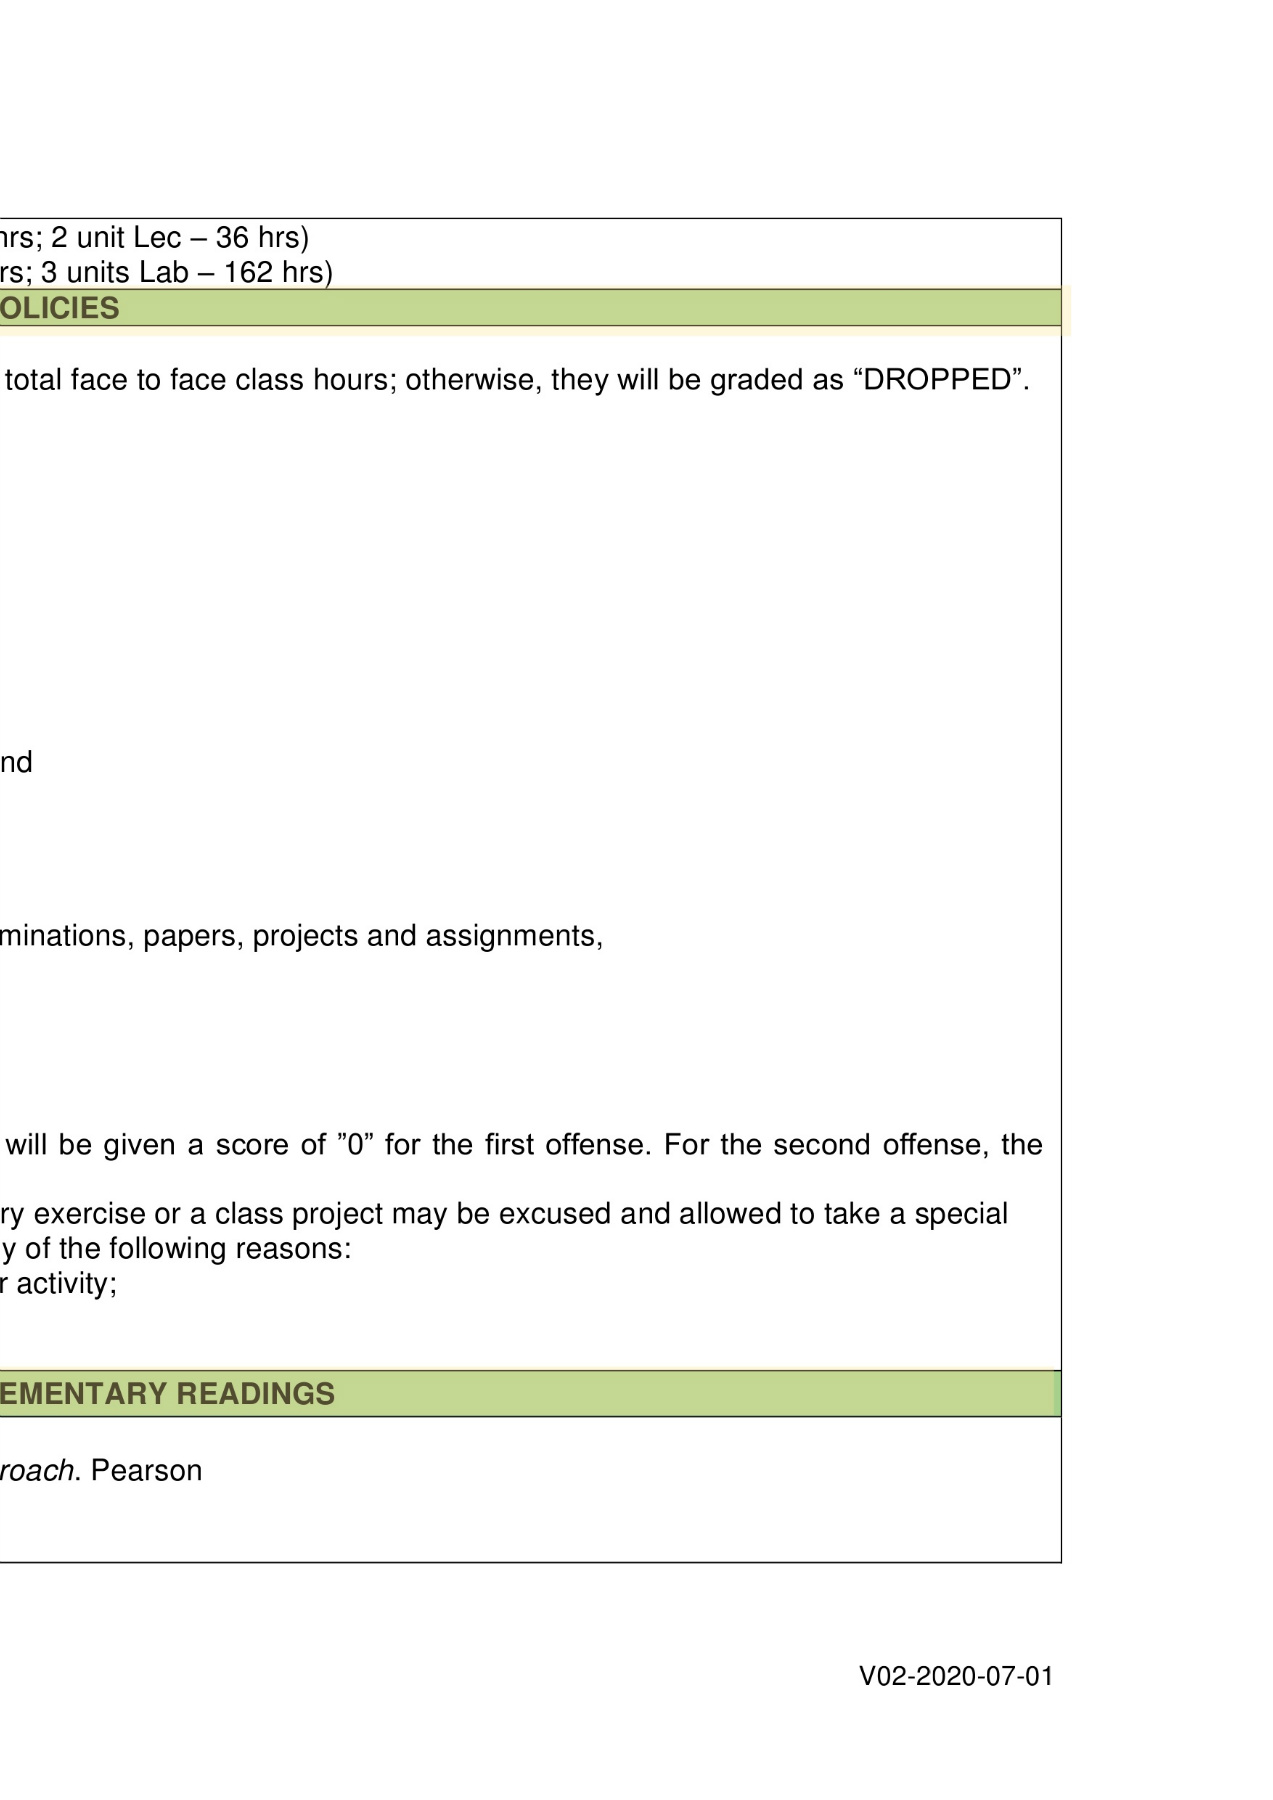 hrs; 2 unit Lec – 36 hrs)
rs; 3 units Lab – 162 hrs)
OLICIES
total face to face class hours; otherwise, they will be graded as “DROPPED”.
nd
minations, papers, projects and assignments,
will be given a score of ”0” for the first offense. For the second offense, the
ry exercise or a class project may be excused and allowed to take a special
y of the following reasons:
r activity;
EMENTARY READINGS
roach. Pearson
V02-2020-07-01